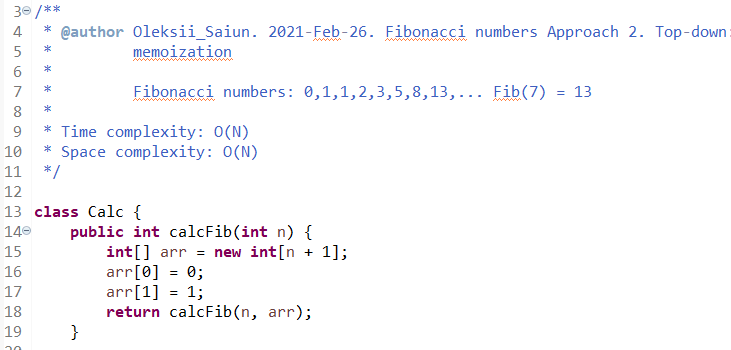 3 /**
4 * @author Oleksii_Saiun. 2021-Feb-26. Fibonacci numbers Approach 2. Top-down:
5 * memoization
6 *
7 * Fibonacci numbers: 0,1,1,2,3,5,8,13,... Fib(7) = 13
8 *
9 * Time complexity: O(N)
10 * Space complexity: O(N)
11 */
12
13 class Calc {
14 public int calcFib(int n) {
15 int[] arr = new int[n + 1];
16 arr[0] = 0;
17 arr[1] = 1;
18 return calcFib(n, arr);
19 }